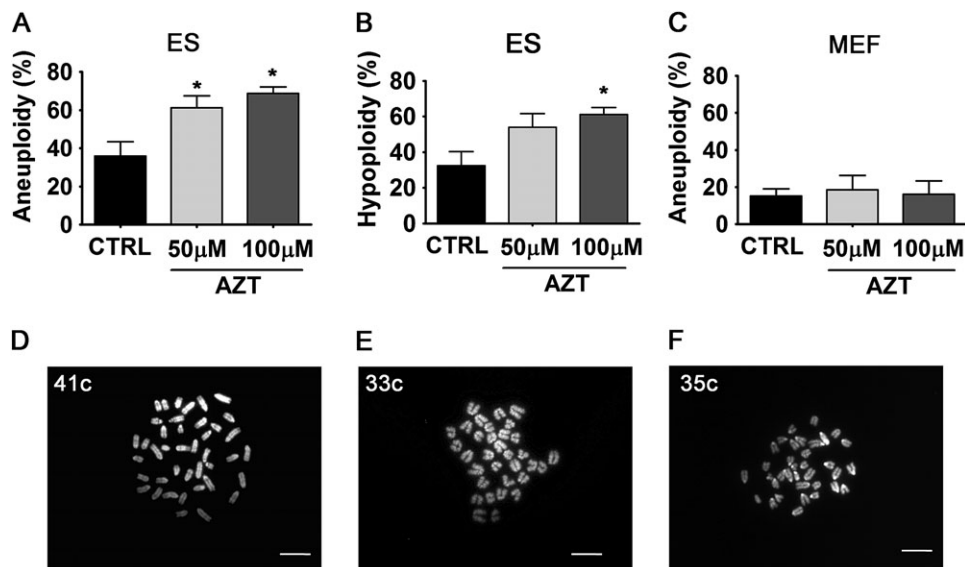 A
ES
Aneuploidy (%)
80
60
40
20
0
*
*
CTRL 50μM 100μM
AZT
B
ES
Hypoploidy (%)
80
60
40
20
0
*
CTRL 50μM 100μM
AZT
C
MEF
Aneuploidy (%)
80
60
40
20
0
CTRL 50μM 100μM
AZT
D
41c
E
33c
F
35c